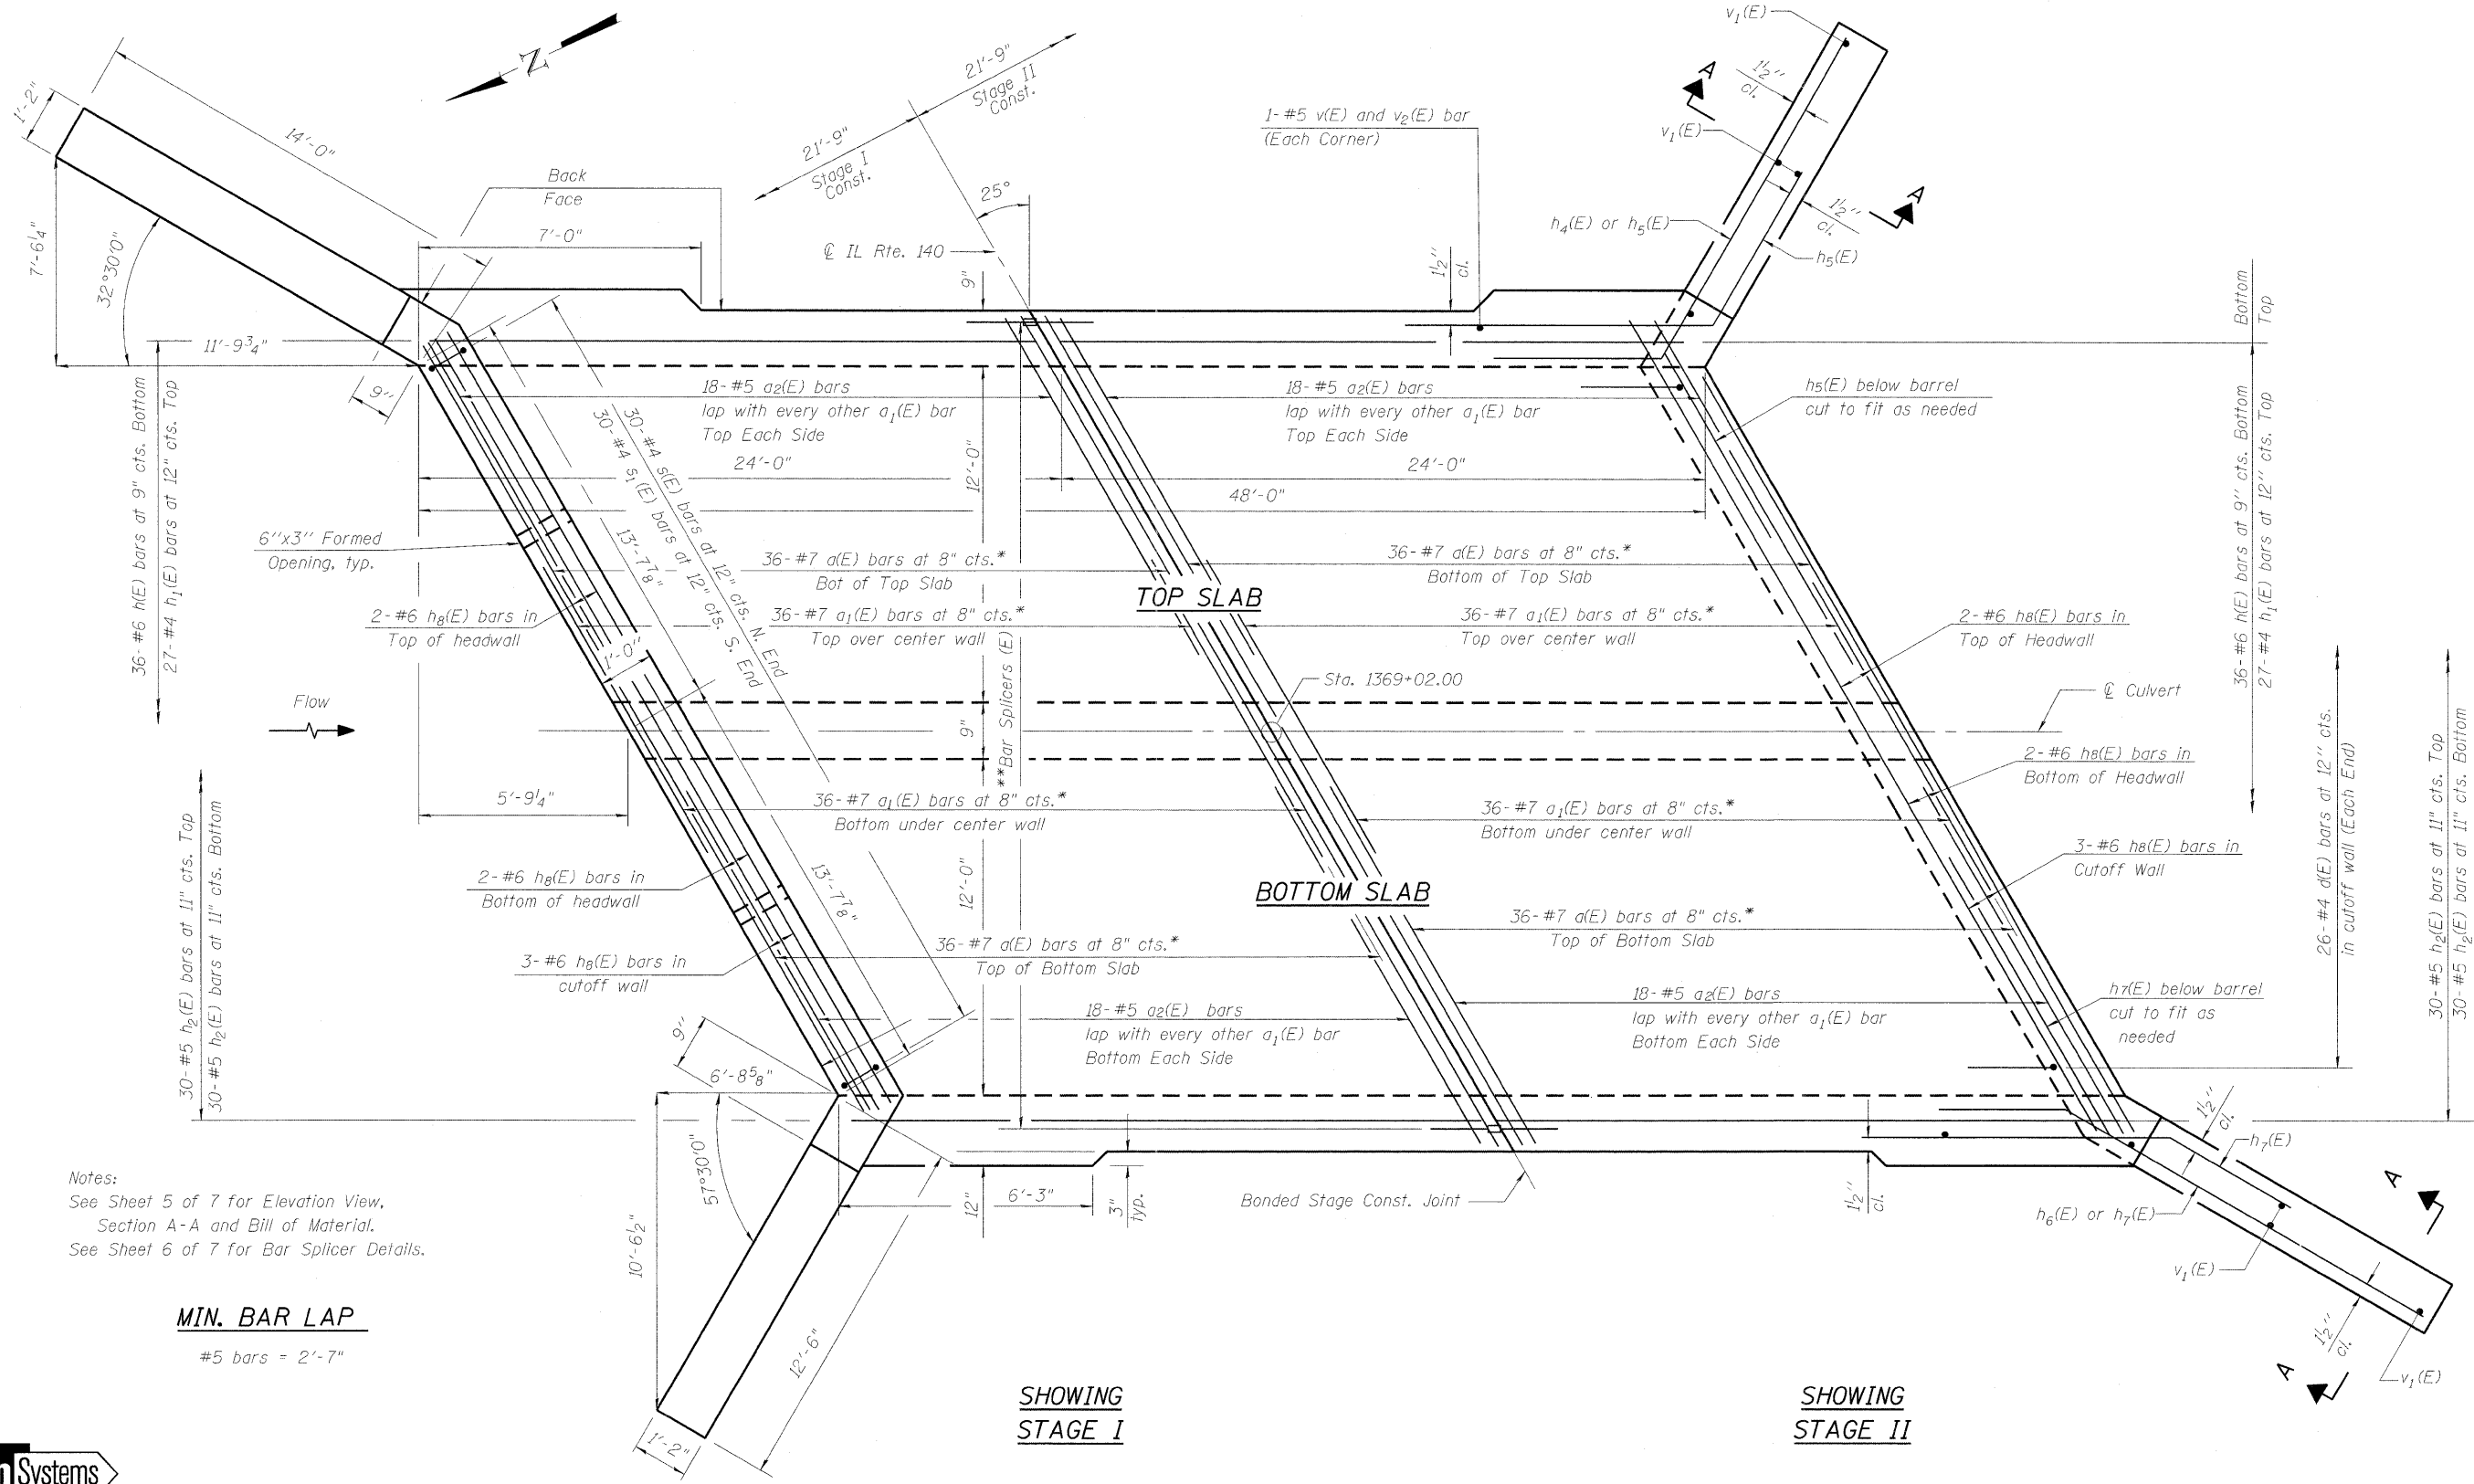 v₁(E)
Z
21'-9"
Stage II
Const.
21'-9"
Stage I
Const.
25°
1'-2"
14'-0"
7'-6¼"
32°30'0"
Back
Face
7'-0"
℄ IL Rte. 140
9"
1-#5 v(E) and v₂(E) bar
(Each Corner)
A
1½"
cl.
v₁(E)
1½"
cl.
A
h₄(E) or h₅(E)
h₅(E)
1½"
cl.
Bottom
Top
11'-9¾"
9"
36-#6 h(E) bars at 9" cts. Bottom
27-#4 h₁(E) bars at 12" cts. Top
18-#5 a₂(E) bars
lap with every other a₁(E) bar
Top Each Side
18-#5 a₂(E) bars
lap with every other a₁(E) bar
Top Each Side
h₅(E) below barrel
cut to fit as needed
30-#4 s(E) bars at 12" cts. N. End
30-#4 s₁(E) bars at 12" cts. S. End
13'-7⅞"
12'-0"
24'-0"
24'-0"
48'-0"
6"x3" Formed
Opening, typ.
36-#7 a(E) bars at 8" cts.*
Bot of Top Slab
36-#7 a(E) bars at 8" cts.*
Bottom of Top Slab
TOP SLAB
2-#6 h₈(E) bars in
Top of headwall
36-#7 a₁(E) bars at 8" cts.*
Top over center wall
36-#7 a₁(E) bars at 8" cts.*
Top over center wall
2-#6 h₈(E) bars in
Top of Headwall
36-#6 h(E) bars at 9" cts. Bottom
27-#4 h₁(E) bars at 12" cts. Top
1'-0"
**Bar Splicers (E)
Sta. 1369+02.00
℄ Culvert
Flow
9"
2-#6 h₈(E) bars in
Bottom of Headwall
5'-9¼"
36-#7 a₁(E) bars at 8" cts.*
Bottom under center wall
36-#7 a₁(E) bars at 8" cts.*
Bottom under center wall
3-#6 h₈(E) bars in
Cutoff Wall
2-#6 h₈(E) bars in
Bottom of headwall
13'-7⅞"
12'-0"
BOTTOM SLAB
36-#7 a(E) bars at 8" cts.*
Top of Bottom Slab
36-#7 a(E) bars at 8" cts.*
Top of Bottom Slab
3-#6 h₈(E) bars in
cutoff wall
30-#5 h₂(E) bars at 11" cts. Top
30-#5 h₂(E) bars at 11" cts. Bottom
26-#4 d(E) bars at 12" cts.
in cutoff wall (Each End)
30-#5 h₂(E) bars at 11" cts. Top
30-#5 h₂(E) bars at 11" cts. Bottom
18-#5 a₂(E) bars
lap with every other a₁(E) bar
Bottom Each Side
18-#5 a₂(E) bars
lap with every other a₁(E) bar
Bottom Each Side
h₇(E) below barrel
cut to fit as
needed
9"
6'-8⅝"
57°30'0"
10'-6½"
12"
6'-3"
3"
typ.
Bonded Stage Const. Joint
1½"
cl.
1½"
cl.
h₇(E)
h₆(E) or h₇(E)
v₁(E)
A
1½"
cl.
A
v₁(E)
12'-6"
1'-2"
Notes:
See Sheet 5 of 7 for Elevation View,
Section A-A and Bill of Material.
See Sheet 6 of 7 for Bar Splicer Details.
MIN. BAR LAP
#5 bars = 2'-7"
SHOWING
STAGE I
SHOWING
STAGE II
Systems